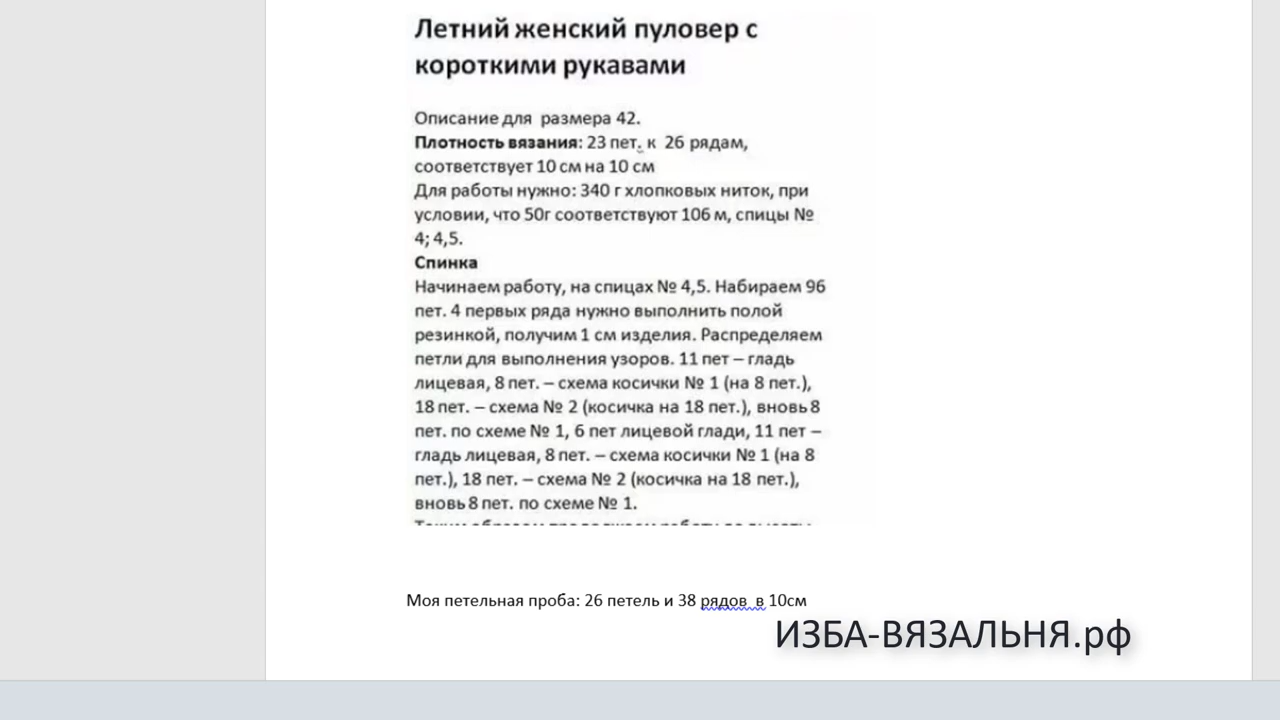 Летний женский пуловер с
короткими рукавами
Описание для размера 42.
Плотность вязания: 23 пет. к 26 рядам,
соответствует 10 см на 10 см
Для работы нужно: 340 г хлопковых ниток, при
условии, что 50г соответствуют 106 м, спицы №
4; 4,5.
Спинка
Начинаем работу, на спицах № 4,5. Набираем 96
пет. 4 первых ряда нужно выполнить полой
резинкой, получим 1 см изделия. Распределяем
петли для выполнения узоров. 11 пет – гладь
лицевая, 8 пет. – схема косички № 1 (на 8 пет.),
18 пет. – схема № 2 (косичка на 18 пет.), вновь 8
пет. по схеме № 1, 6 пет лицевой глади, 11 пет –
гладь лицевая, 8 пет. – схема косички № 1 (на 8
пет.), 18 пет. – схема № 2 (косичка на 18 пет.),
вновь 8 пет. по схеме № 1.
Моя петельная проба: 26 петель и 38 рядов в 10см
ИЗБА-ВЯЗАЛЬНЯ.рф